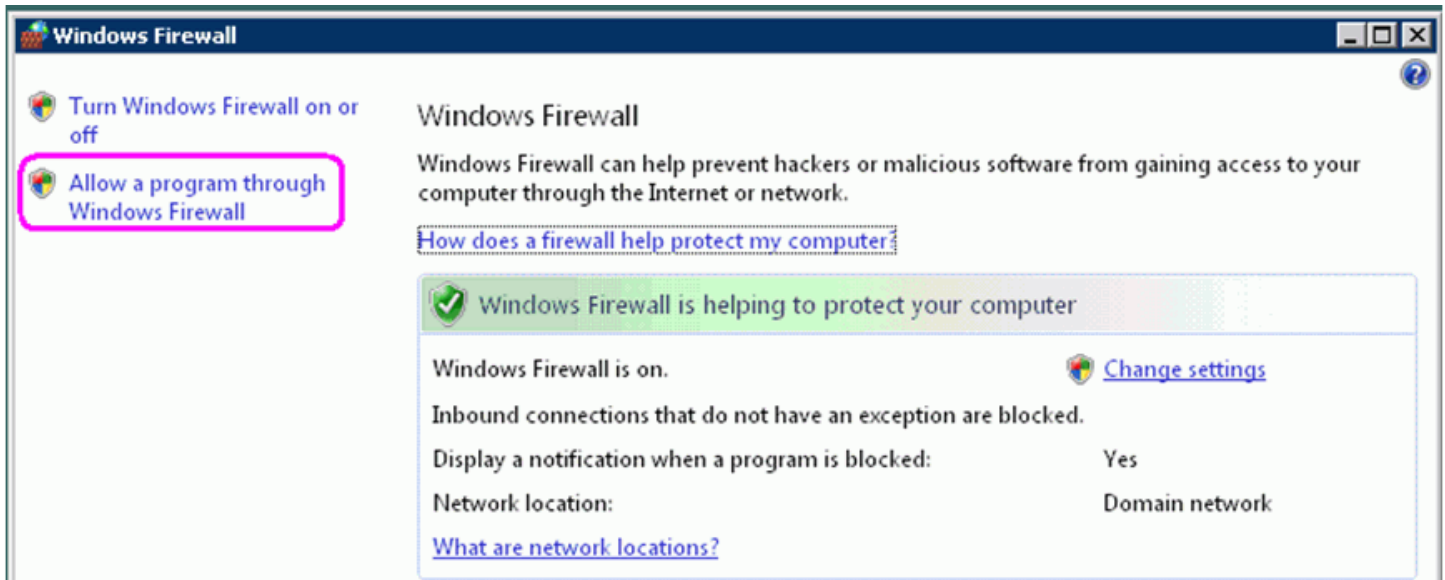 Windows Firewall
Turn Windows Firewall on or
off
Allow a program through
Windows Firewall
Windows Firewall
Windows Firewall can help prevent hackers or malicious software from gaining access to your
computer through the Internet or network.
How does a firewall help protect my computer?
Windows Firewall is helping to protect your computer
Windows Firewall is on.
Change settings
Inbound connections that do not have an exception are blocked.
Display a notification when a program is blocked:
Yes
Network location:
Domain network
What are network locations?